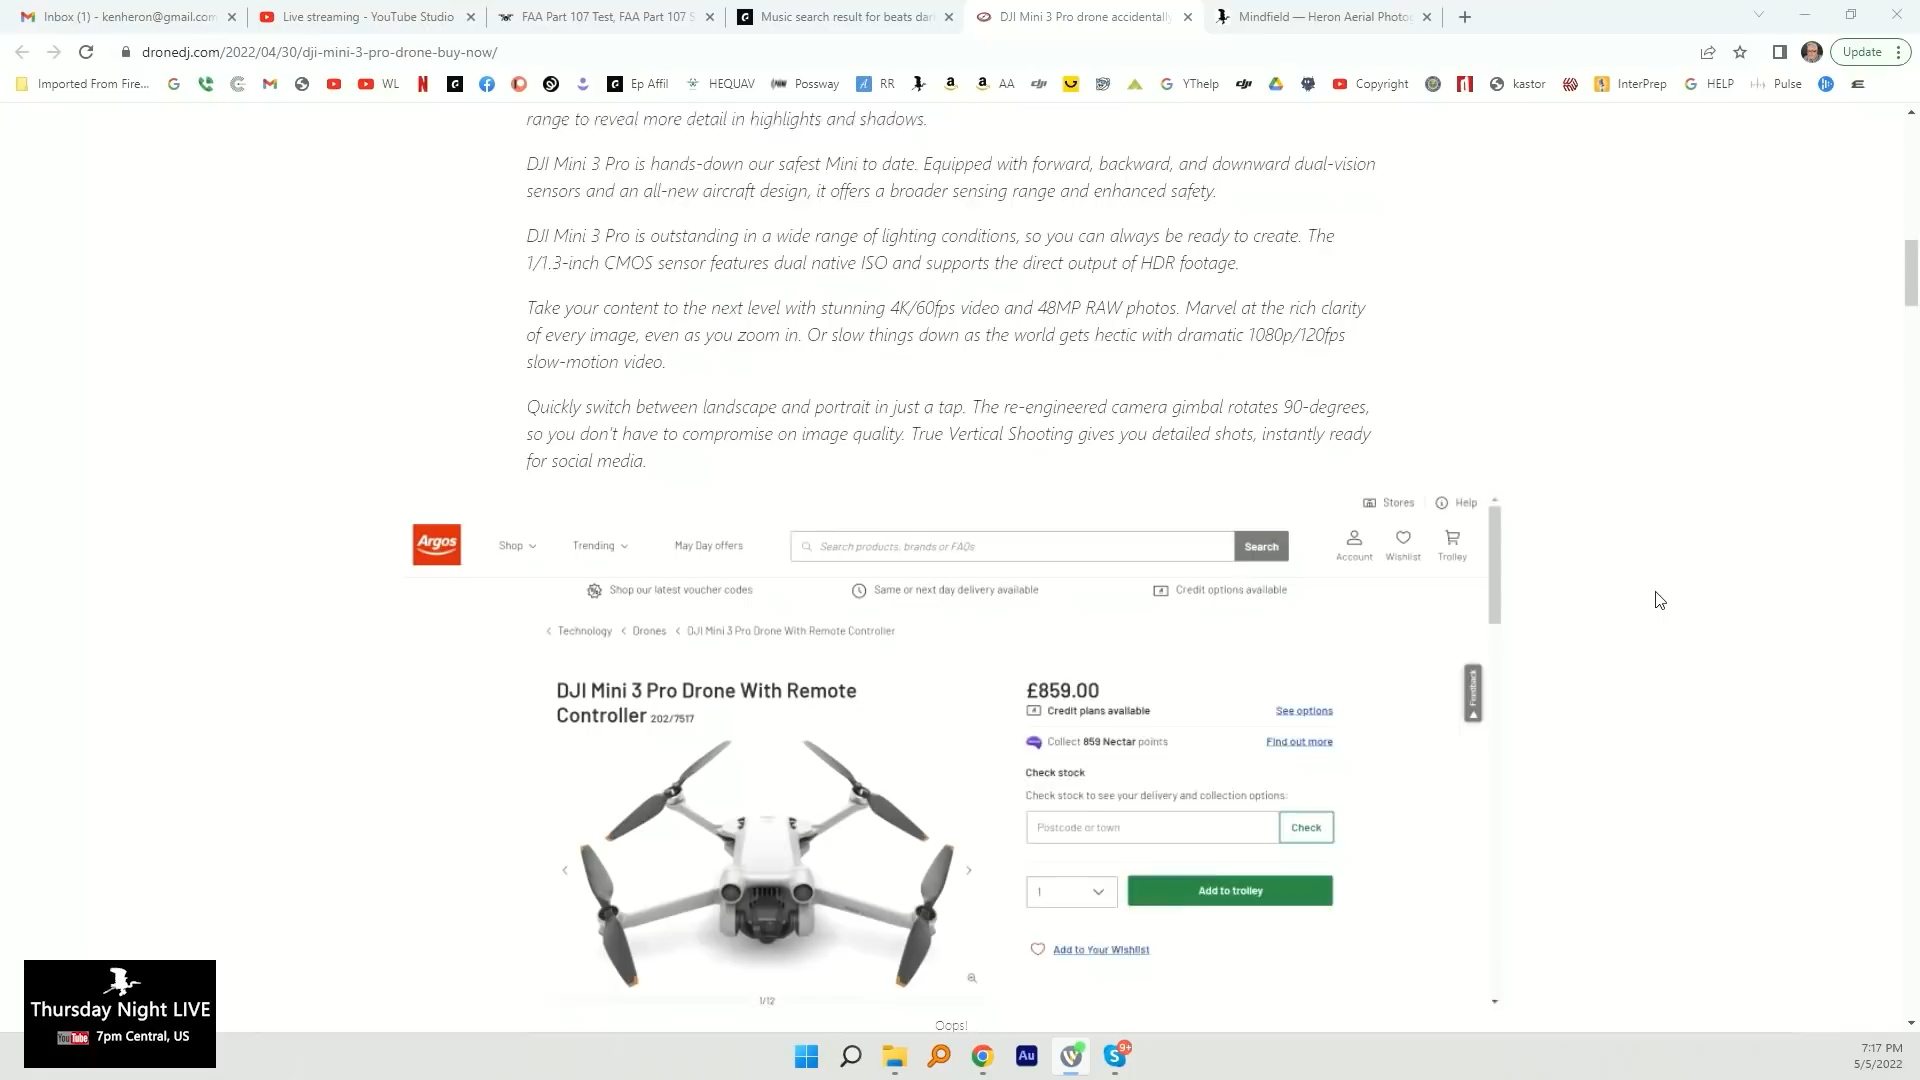 Inbox (1) - kenheron@gmail.com
Live streaming - YouTube Studio
FAA Part 107 Test, FAA Part 107 S
Music search result for beats dar
DJI Mini 3 Pro drone accidentally
Mindfield — Heron Aerial Photog
dronedj.com/2022/04/30/dji-mini-3-pro-drone-buy-now/
Update
Imported From Fire...
WL
Ep Affil
HEQUAV
Possway
RR
AA
YThelp
Copyright
kastor
InterPrep
HELP
Pulse
range to reveal more detail in highlights and shadows.
DJI Mini 3 Pro is hands-down our safest Mini to date. Equipped with forward, backward, and downward dual-vision
sensors and an all-new aircraft design, it offers a broader sensing range and enhanced safety.
DJI Mini 3 Pro is outstanding in a wide range of lighting conditions, so you can always be ready to create. The
1/1.3-inch CMOS sensor features dual native ISO and supports the direct output of HDR footage.
Take your content to the next level with stunning 4K/60fps video and 48MP RAW photos. Marvel at the rich clarity
of every image, even as you zoom in. Or slow things down as the world gets hectic with dramatic 1080p/120fps
slow-motion video.
Quickly switch between landscape and portrait in just a tap. The re-engineered camera gimbal rotates 90-degrees,
so you don't have to compromise on image quality. True Vertical Shooting gives you detailed shots, instantly ready
for social media.
Stores
Help
Argos
Shop
Trending
May Day offers
Search products, brands or FAQs
Search
Account
Wishlist
Trolley
Shop our latest voucher codes
Same or next day delivery available
Credit options available
Technology
Drones
DJI Mini 3 Pro Drone With Remote Controller
DJI Mini 3 Pro Drone With Remote
Controller 202/7517
£859.00
Credit plans available
See options
Collect 859 Nectar points
Find out more
Feedback
Check stock
Check stock to see your delivery and collection options:
Postcode or town
Check
1
Add to trolley
Add to Your Wishlist
1/12
Oops!
Thursday Night LIVE
YouTube 7pm Central, US
Au
9+
7:17 PM
5/5/2022